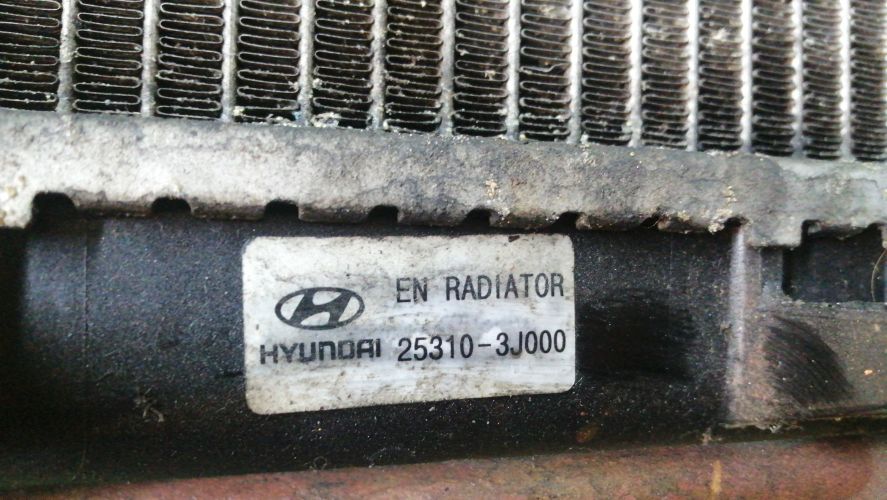 EN RADIATOR
HYUNDAI 25310-3J000